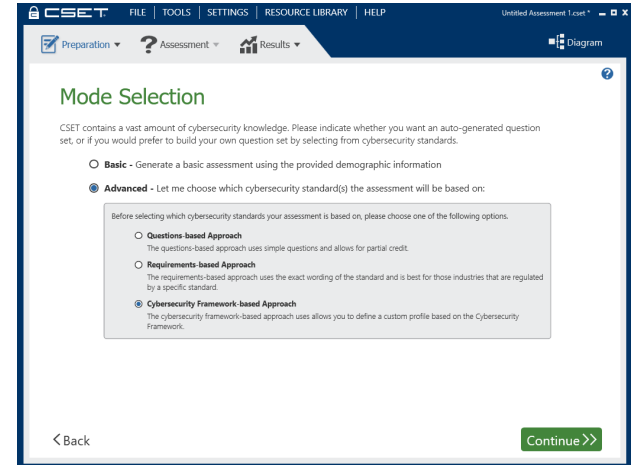 CSET FILE | TOOLS | SETTINGS | RESOURCE LIBRARY | HELP Untitled Assessment 1.cset *
Preparation Assessment Results Diagram
Mode Selection
CSET contains a vast amount of cybersecurity knowledge. Please indicate whether you want an auto-generated question
set, or if you would prefer to build your own question set by selecting from cybersecurity standards.
Basic - Generate a basic assessment using the provided demographic information
Advanced - Let me choose which cybersecurity standard(s) the assessment will be based on:
Before selecting which cybersecurity standards your assessment is based on, please choose one of the following options.
Questions-based Approach
The questions-based approach uses simple questions and allows for partial credit.
Requirements-based Approach
The requirements-based approach uses the exact wording of the standard and is best for those industries that are regulated
by a specific standard.
Cybersecurity Framework-based Approach
The cybersecurity framework-based approach uses allows you to define a custom profile based on the Cybersecurity
Framework.
Back
Continue